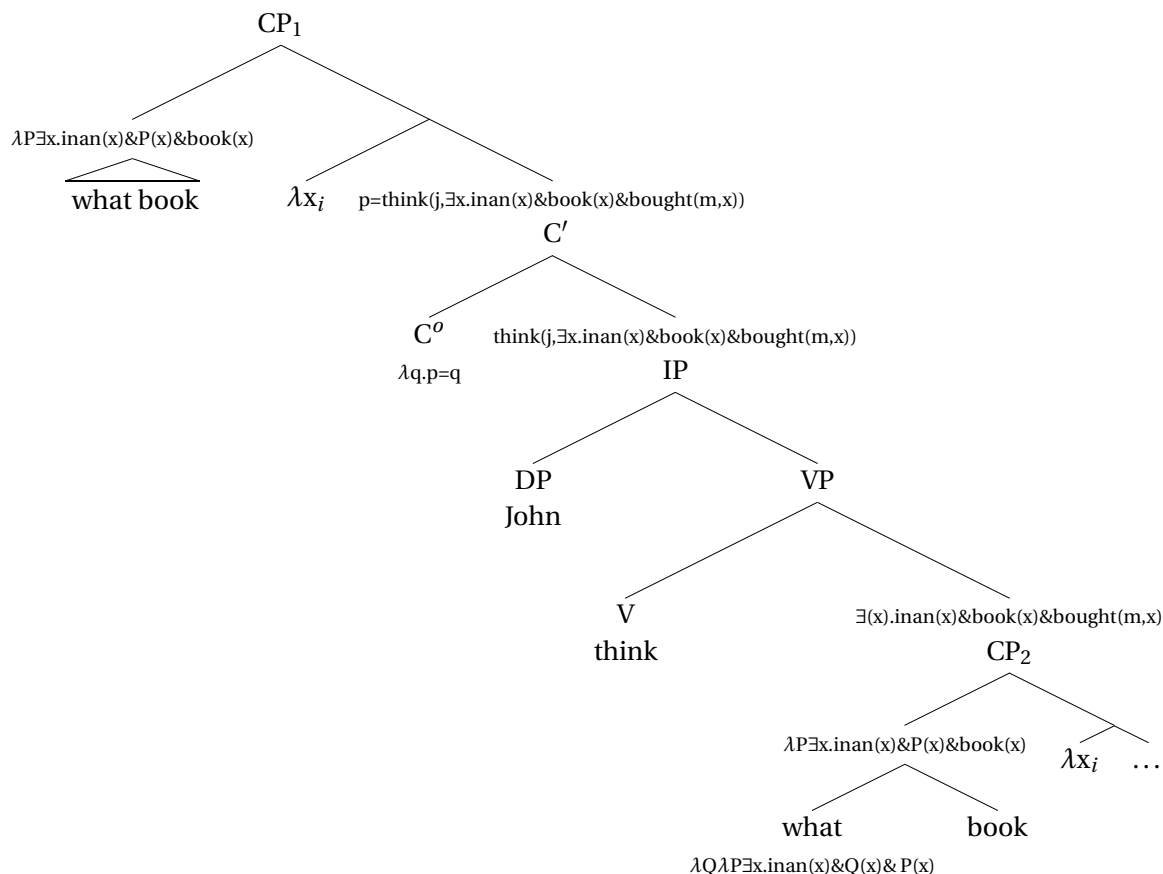 CP₁
λP∃x.inan(x)&P(x)&book(x)
what book
λxᵢ
p=think(j,∃x.inan(x)&book(x)&bought(m,x))
C′
Cᵒ
think(j,∃x.inan(x)&book(x)&bought(m,x))
λq.p=q
IP
DP
VP
John
V
∃(x).inan(x)&book(x)&bought(m,x)
think
CP₂
λP∃x.inan(x)&P(x)&book(x)
λxᵢ
...
what
book
λQλP∃x.inan(x)&Q(x)& P(x)